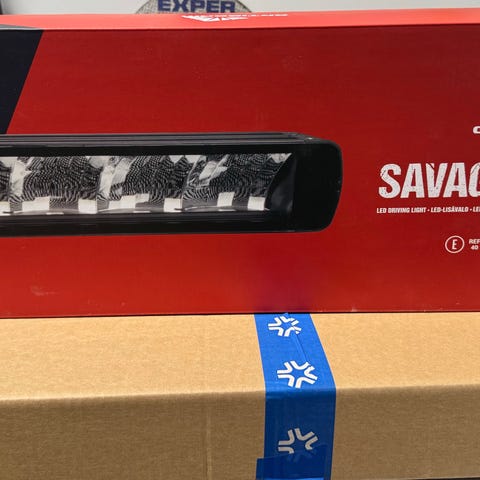 EXPER
SAVAG
LED DRIVING LIGHT • LED-LISÄVALO • LE
E
REF
40